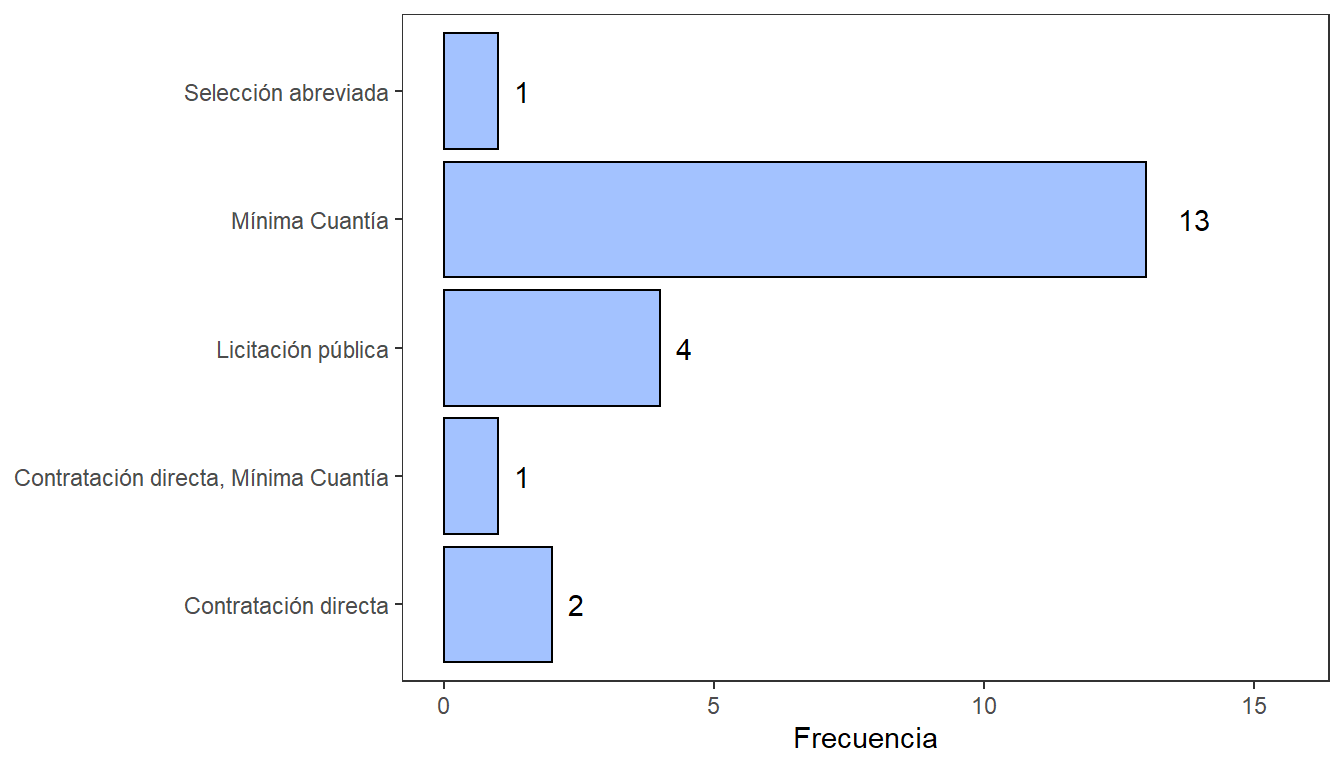 Selección abreviada
1
Mínima Cuantía
13
Licitación pública
4
Contratación directa, Mínima Cuantía
1
Contratación directa
2
0
5
10
15
Frecuencia